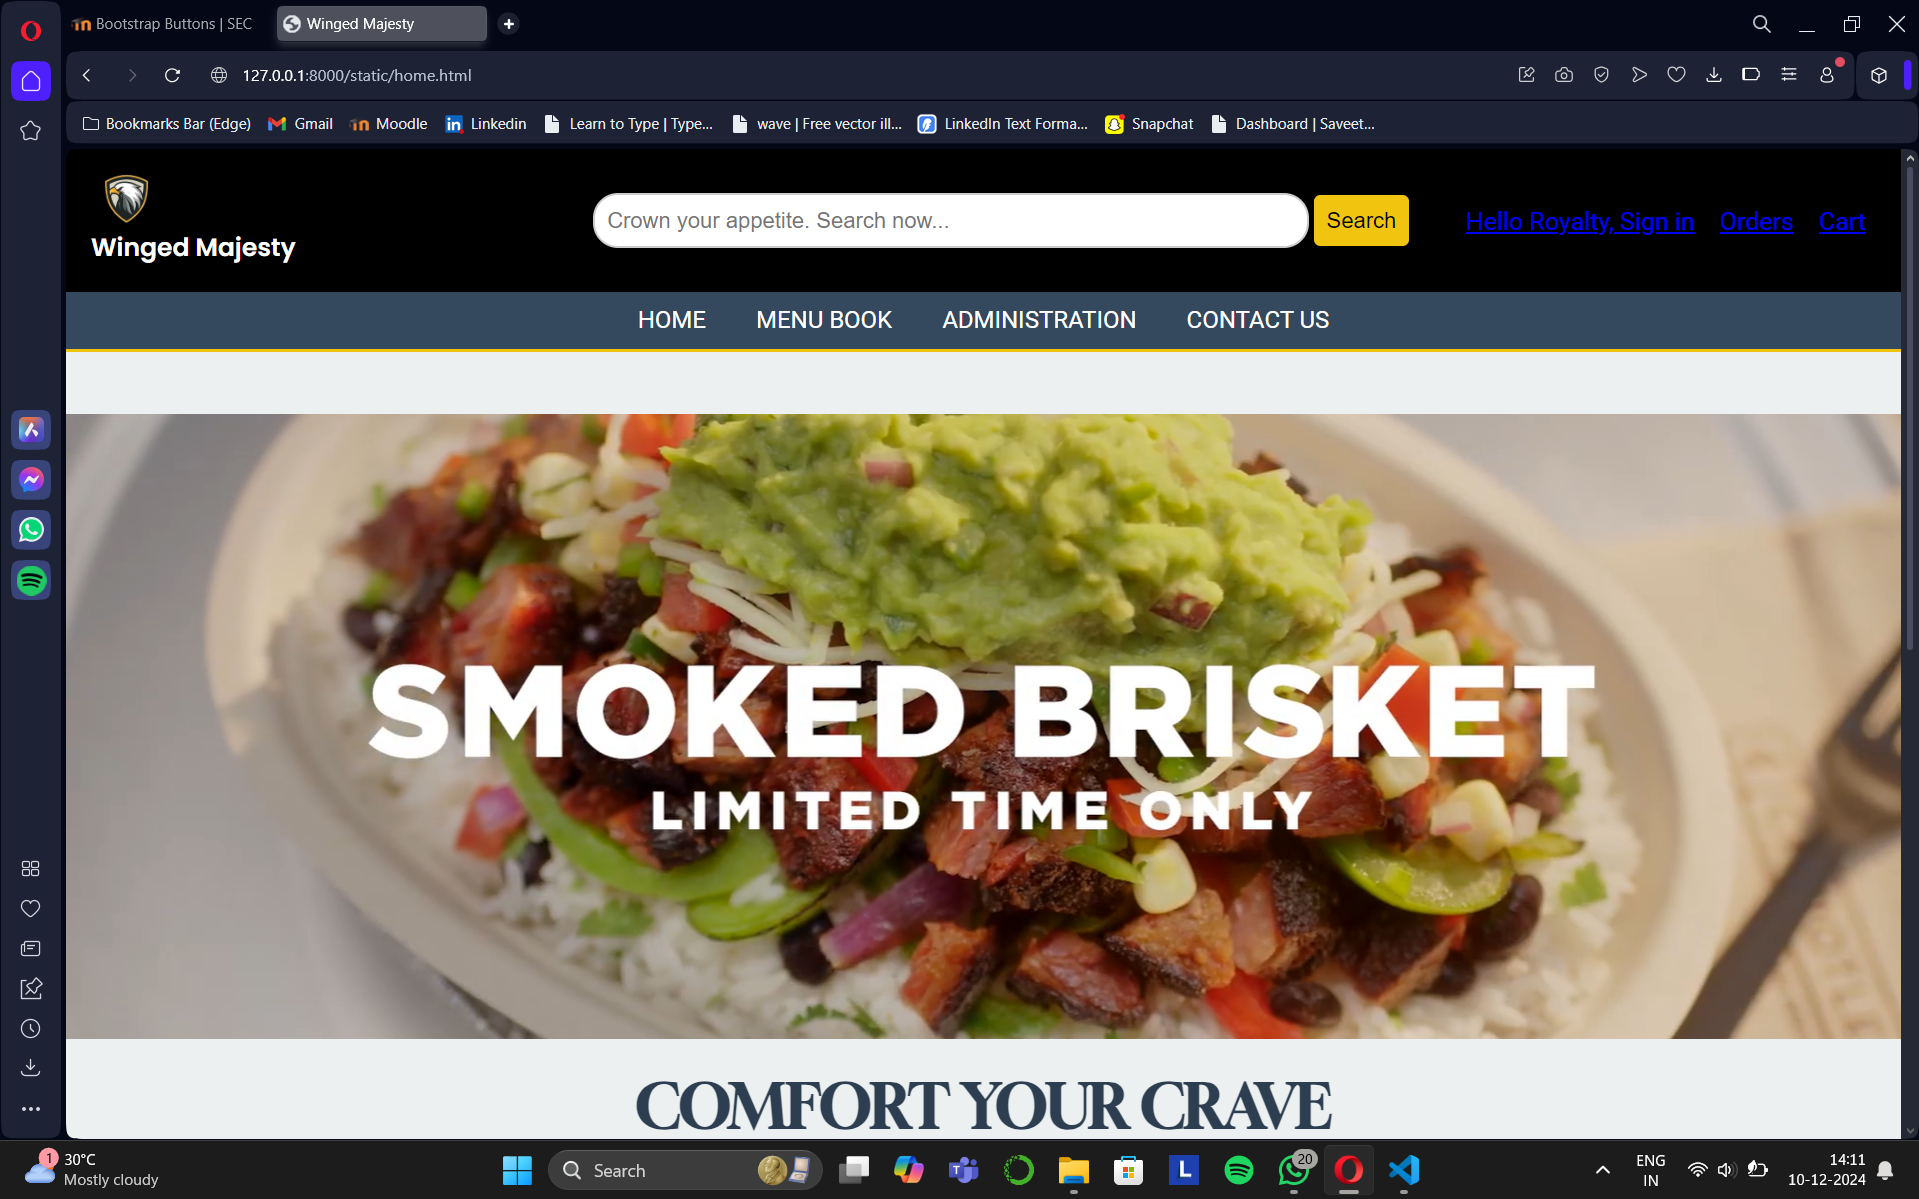 Bootstrap Buttons | SEC
Winged Majesty
127.0.0.1:8000/static/home.html
Bookmarks Bar (Edge)
Gmail
Moodle
Linkedin
Learn to Type | Type...
wave | Free vector ill...
LinkedIn Text Forma...
Snapchat
Dashboard | Saveet...
Winged Majesty
Crown your appetite. Search now...
Search
Hello Royalty, Sign in
Orders
Cart
HOME
MENU BOOK
ADMINISTRATION
CONTACT US
SMOKED BRISKET
LIMITED TIME ONLY
COMFORT YOUR CRAVE
1
30°C
Mostly cloudy
Search
L
20
ENG
IN
14:11
10-12-2024